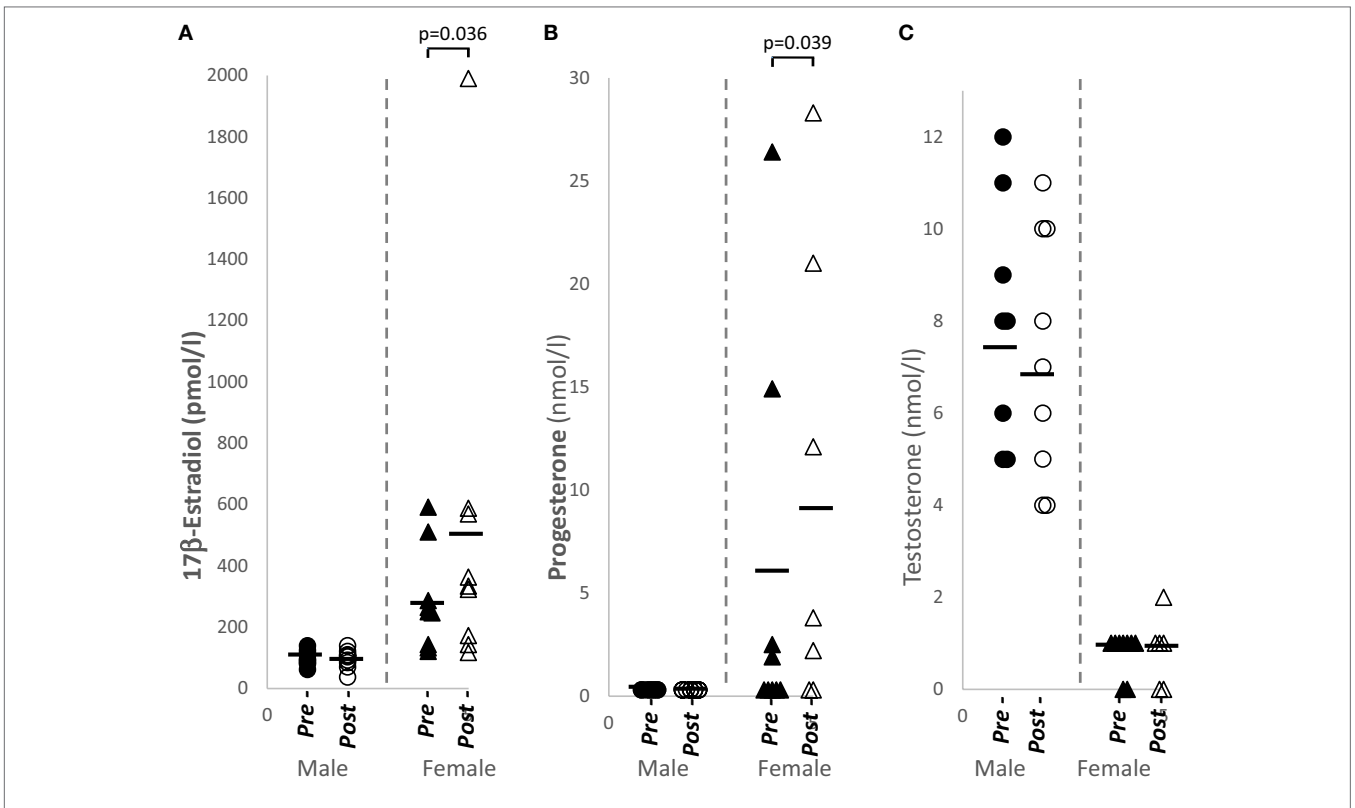 A
p=0.036
17β-Estradiol (pmol/l)
2000
1800
1600
1400
1200
1000
800
600
400
200
0
0
Pre
Post
Pre
Post
Male
Female
B
p=0.039
Progesterone (nmol/l)
30
25
20
15
10
5
0
0
Pre
Post
Pre
Post
Male
Female
C
Testosterone (nmol/l)
12
10
8
6
4
2
0
0
Pre -
Post -
Pre
Post
Male
Female